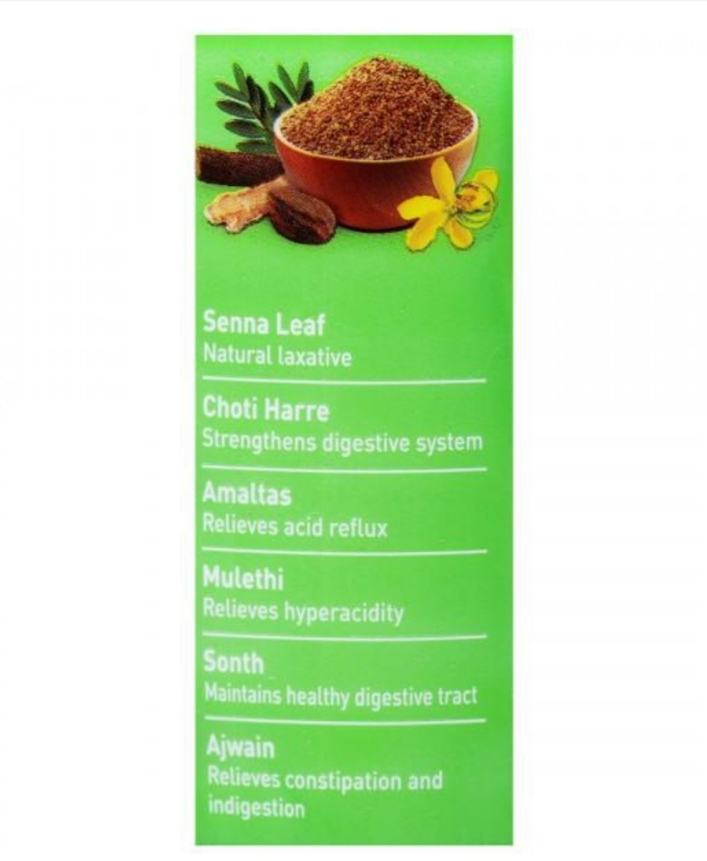 Senna Leaf
Natural laxative
Choti Harre
Strengthens digestive system
Amaltas
Relieves acid reflux
Mulethi
Relieves hyperacidity
Sonth
Maintains healthy digestive tract
Ajwain
Relieves constipation and
indigestion